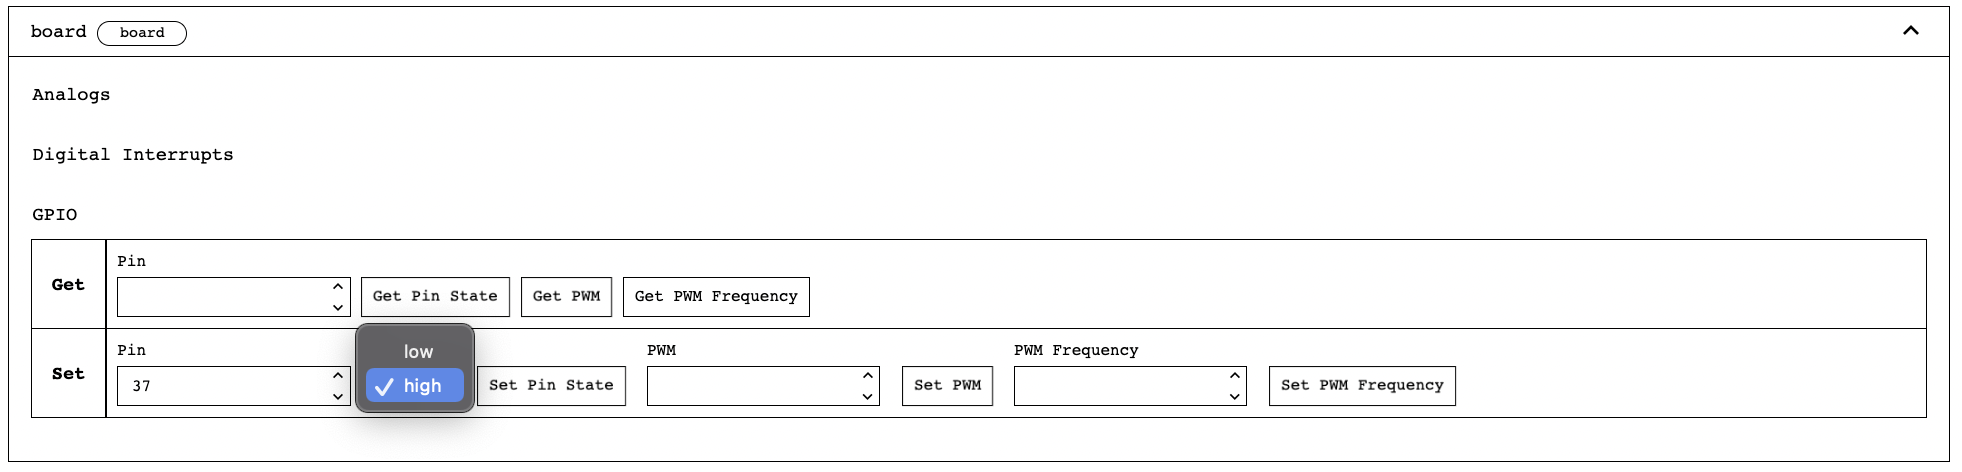 board board
Analogs
Digital Interrupts
GPIO
Get
Pin
Get Pin State Get PWM Get PWM Frequency
Set
Pin PWM PWM Frequency
low
37 high Set Pin State Set PWM Set PWM Frequency